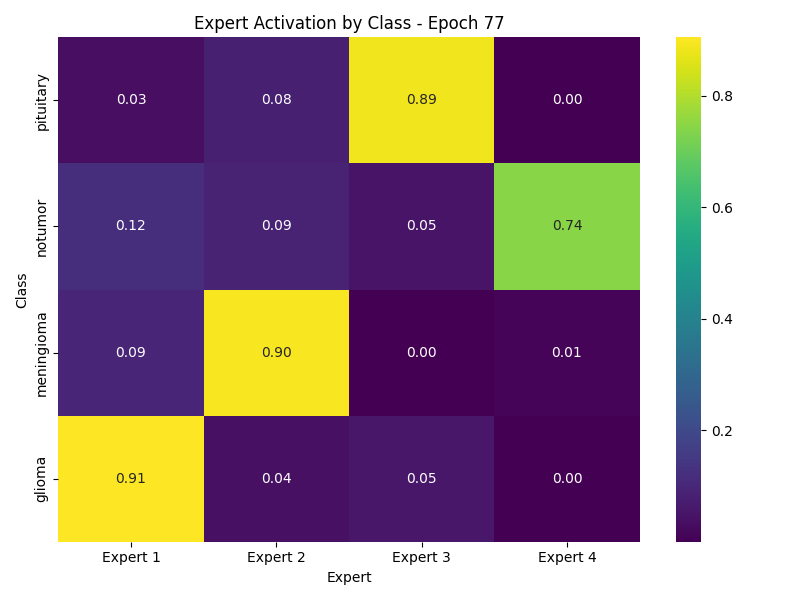 Expert Activation by Class - Epoch 77
pituitary
0.03 0.08 0.89 0.00
notumor
0.12 0.09 0.05 0.74
meningioma
0.09 0.90 0.00 0.01
glioma
0.91 0.04 0.05 0.00
Class
Expert 1 Expert 2 Expert 3 Expert 4
Expert
0.8
0.6
0.4
0.2